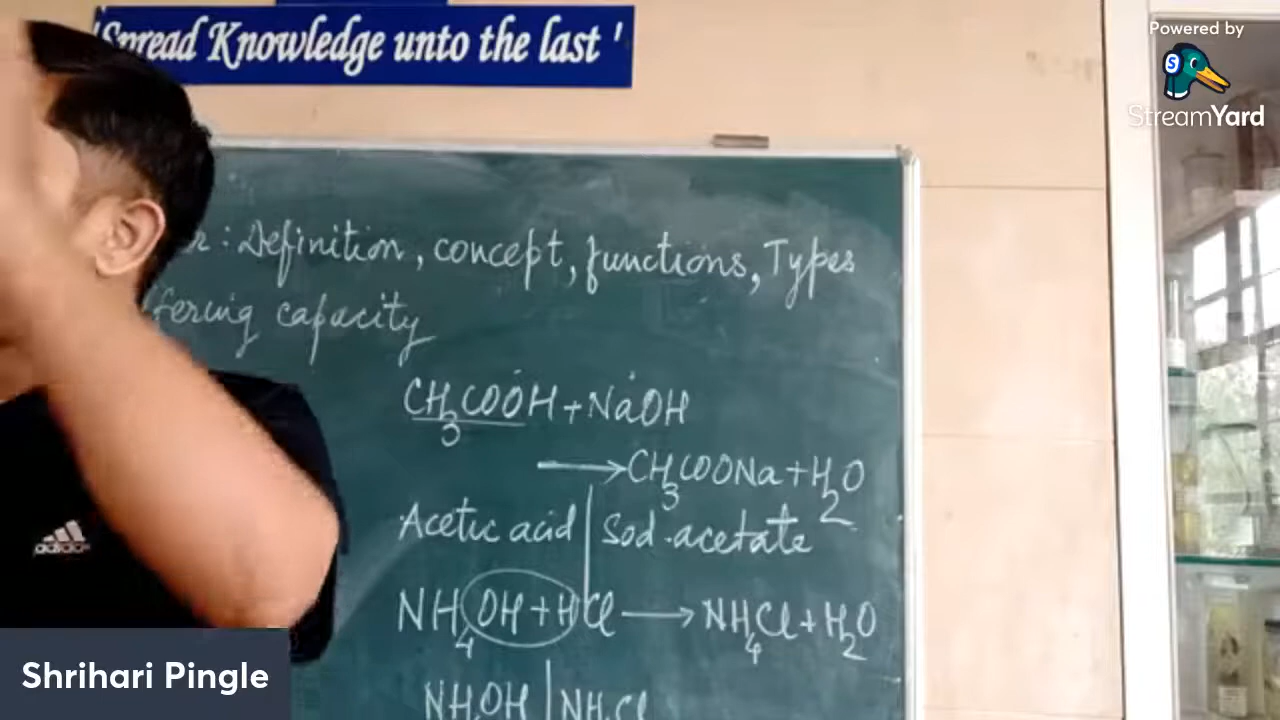 'Spread Knowledge unto the last '
Powered by
StreamYard
: Definition, concept, functions, Types
capacity
CH3COOH + NaOH
⟶ CH3COONa + H2O
Acetic acid | Sod. acetate
NH4OH + HCl ⟶ NH4Cl + H2O
NH4OH | NH4Cl
adidas
Shrihari Pingle